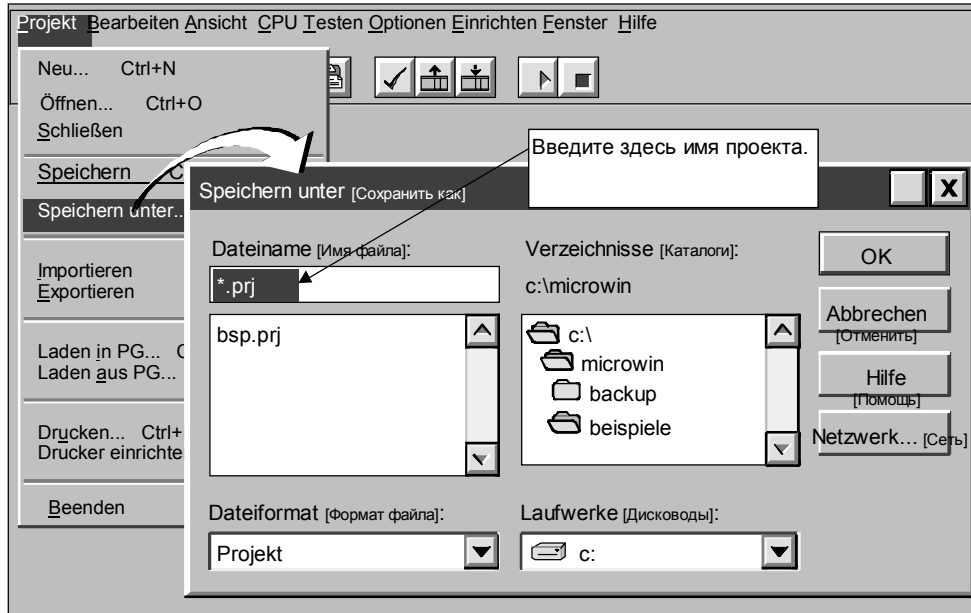 Projekt Bearbeiten Ansicht CPU Testen Optionen Einrichten Fenster Hilfe
Neu... Ctrl+N
Öffnen... Ctrl+O
Schließen
Speichern C
Speichern unter..
Importieren
Exportieren
Laden in PG... C
Laden aus PG...
Drucken... Ctrl+
Drucker einrichte
Beenden
Введите здесь имя проекта.
Speichern unter [Сохранить как]
X
Dateiname [Имя файла]:
*.prj
bsp.prj
Dateiformat [Формат файла]:
Projekt
Verzeichnisse [Каталоги]:
c:\microwin
c:\
microwin
backup
beispiele
Laufwerke [Дисководы]:
c:
OK
Abbrechen
[Отменить]
Hilfe
[Помощь]
Netzwerk... [Сеть]